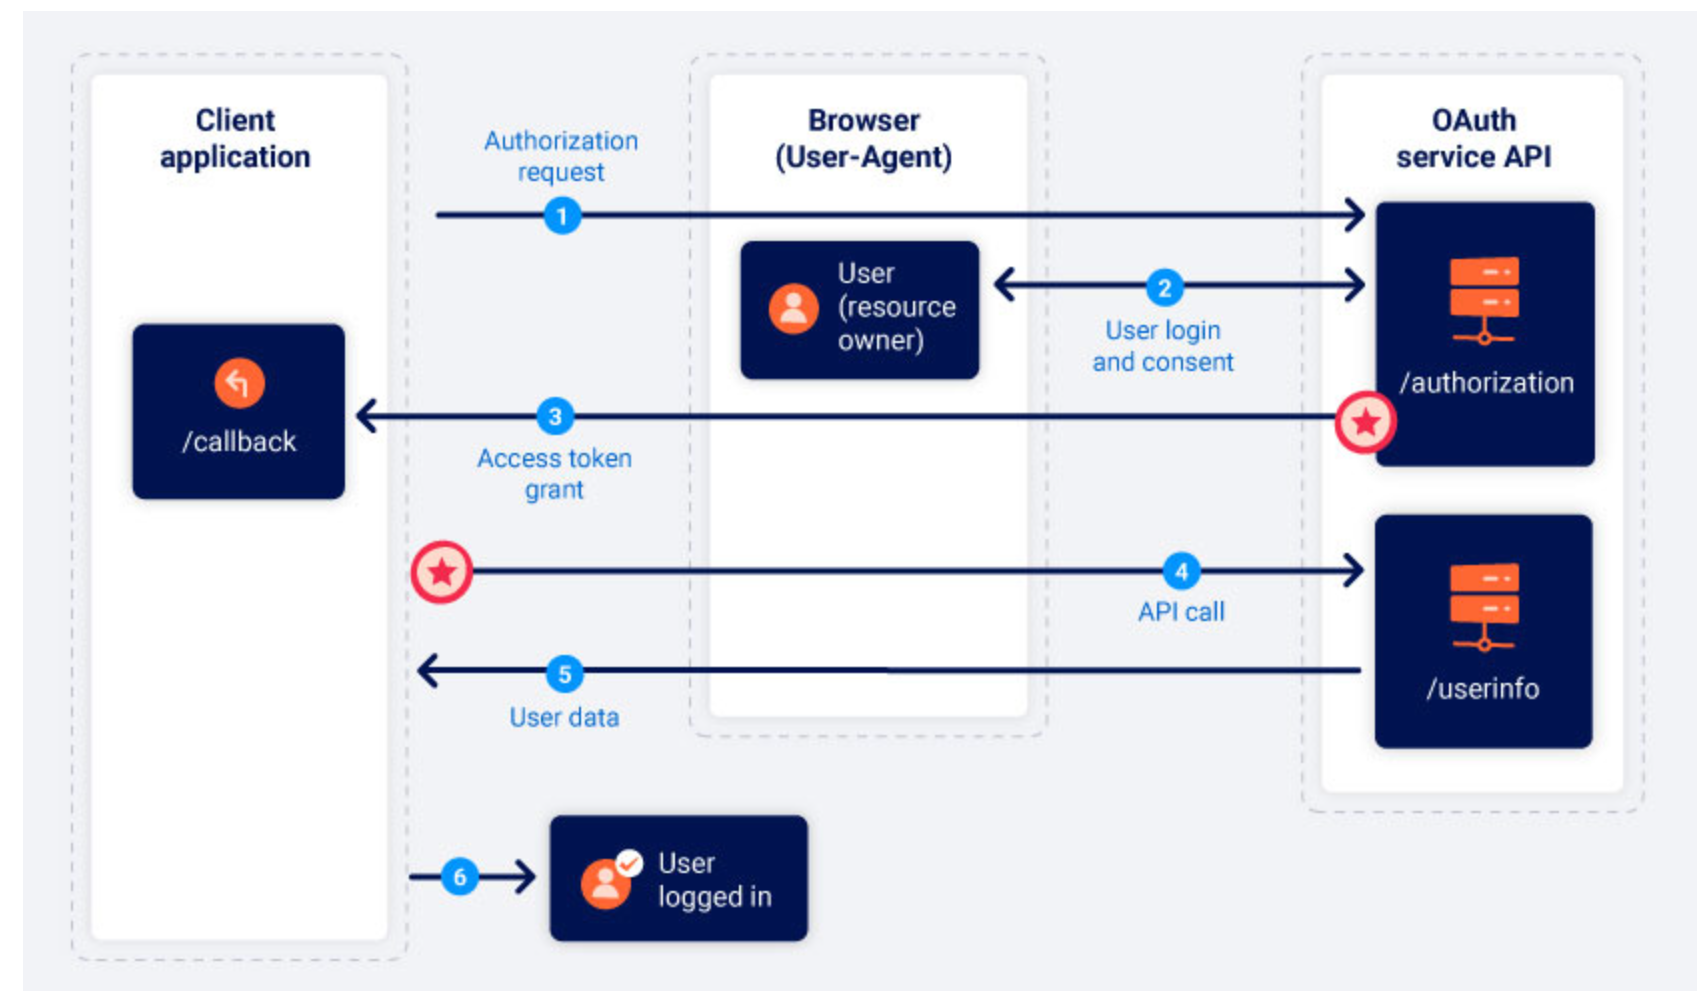 Client
application
Browser
(User-Agent)
OAuth
service API
Authorization
request
1
User
(resource
owner)
2
User login
and consent
/authorization
/callback
3
Access token
grant
4
API call
/userinfo
5
User data
6
User
logged in